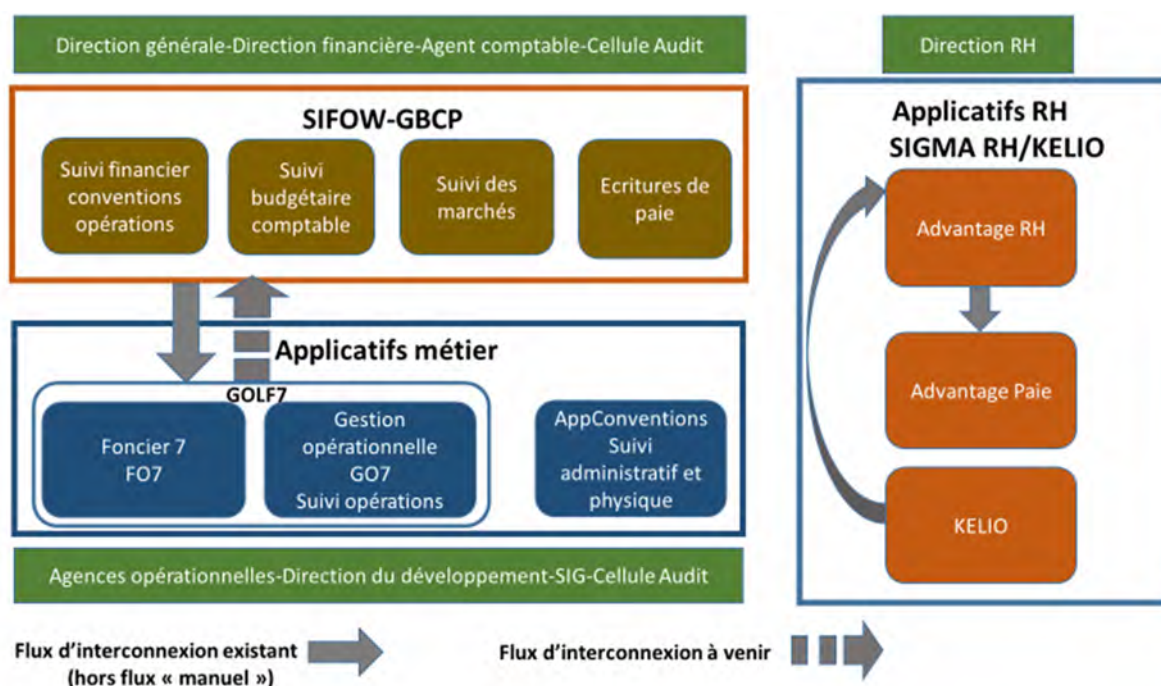 Direction générale-Direction financière-Agent comptable-Cellule Audit
SIFOW-GBCP
Suivi financier
conventions
opérations
Suivi
budgétaire
comptable
Suivi des
marchés
Ecritures de
paie
Applicatifs métier
GOLF7
Foncier 7
FO7
Gestion
opérationnelle
GO7
Suivi opérations
AppConventions
Suivi
administratif et
physique
Agences opérationnelles-Direction du développement-SIG-Cellule Audit
Direction RH
Applicatifs RH
SIGMA RH/KELIO
Advantage RH
Advantage Paie
KELIO
Flux d'interconnexion existant
(hors flux « manuel »)
Flux d'interconnexion à venir